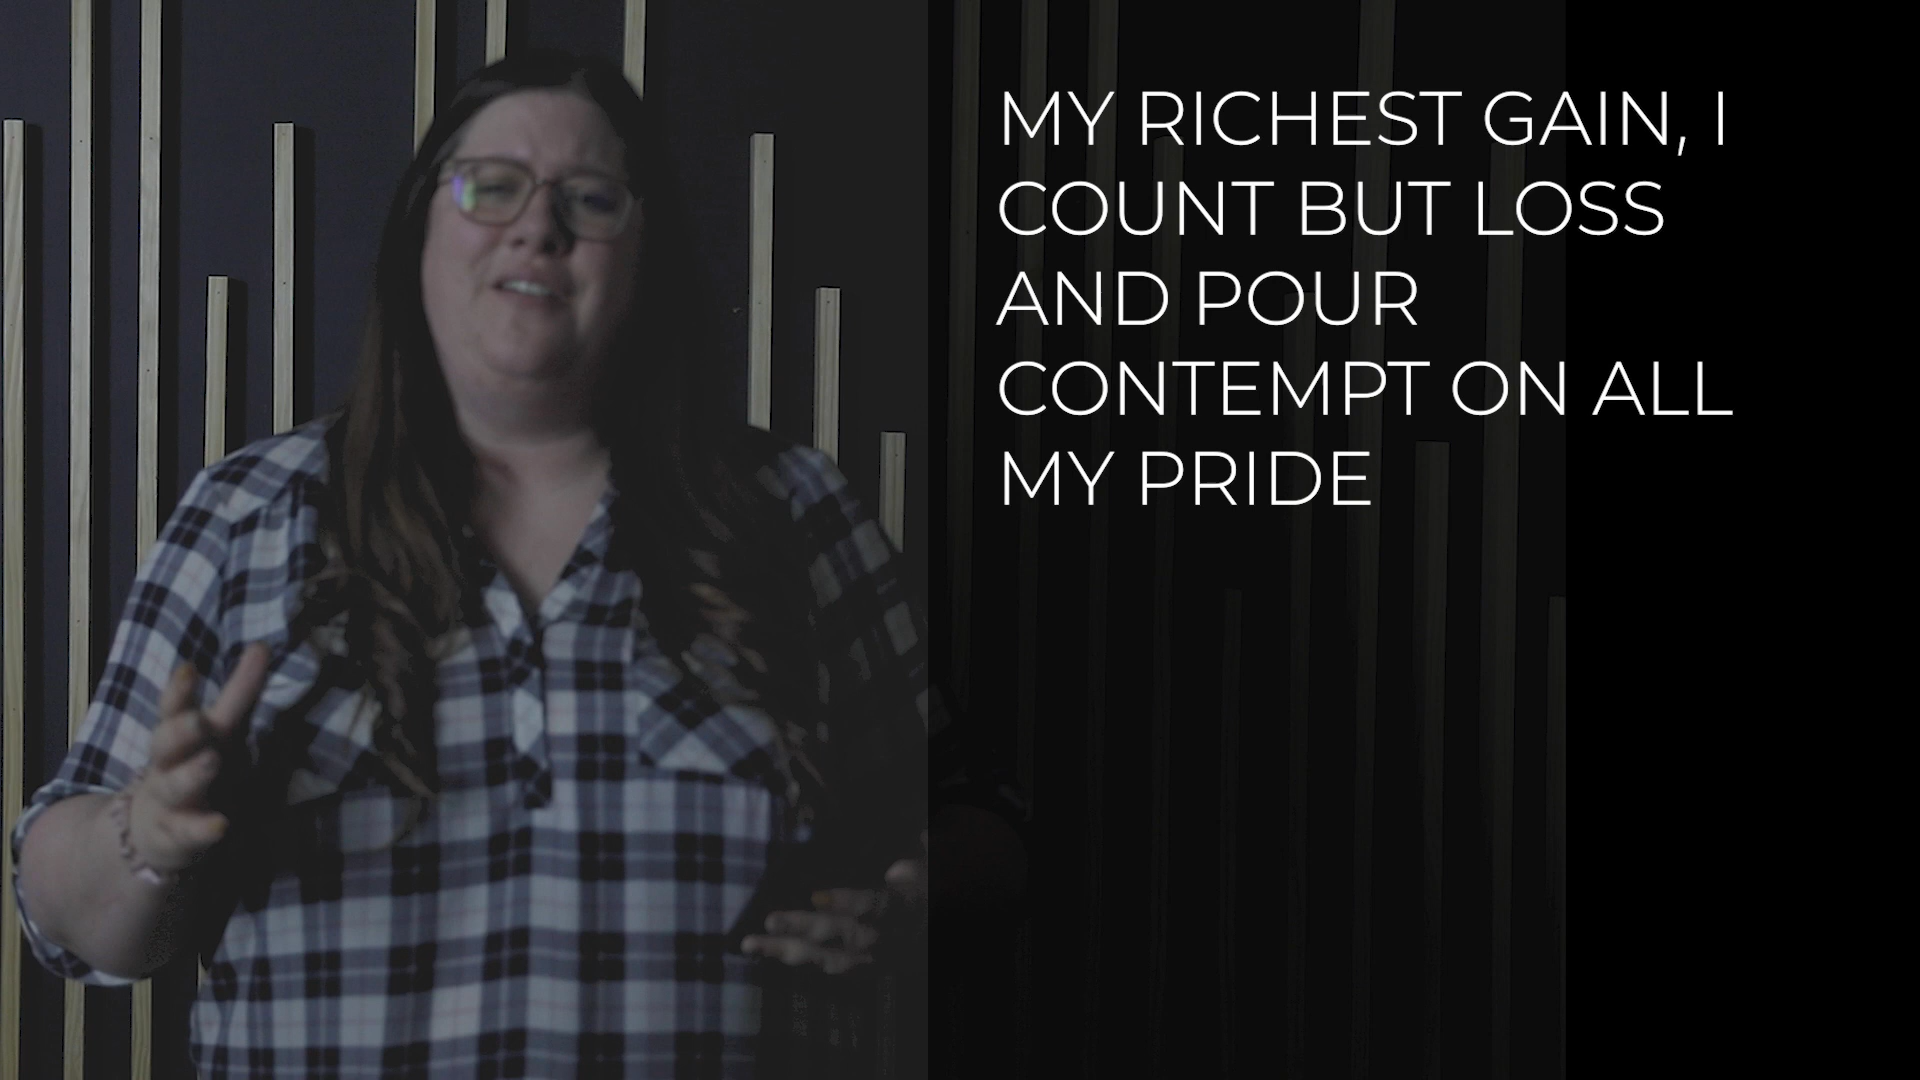 MY RICHEST GAIN, I
COUNT BUT LOSS
AND POUR
CONTEMPT ON ALL
MY PRIDE